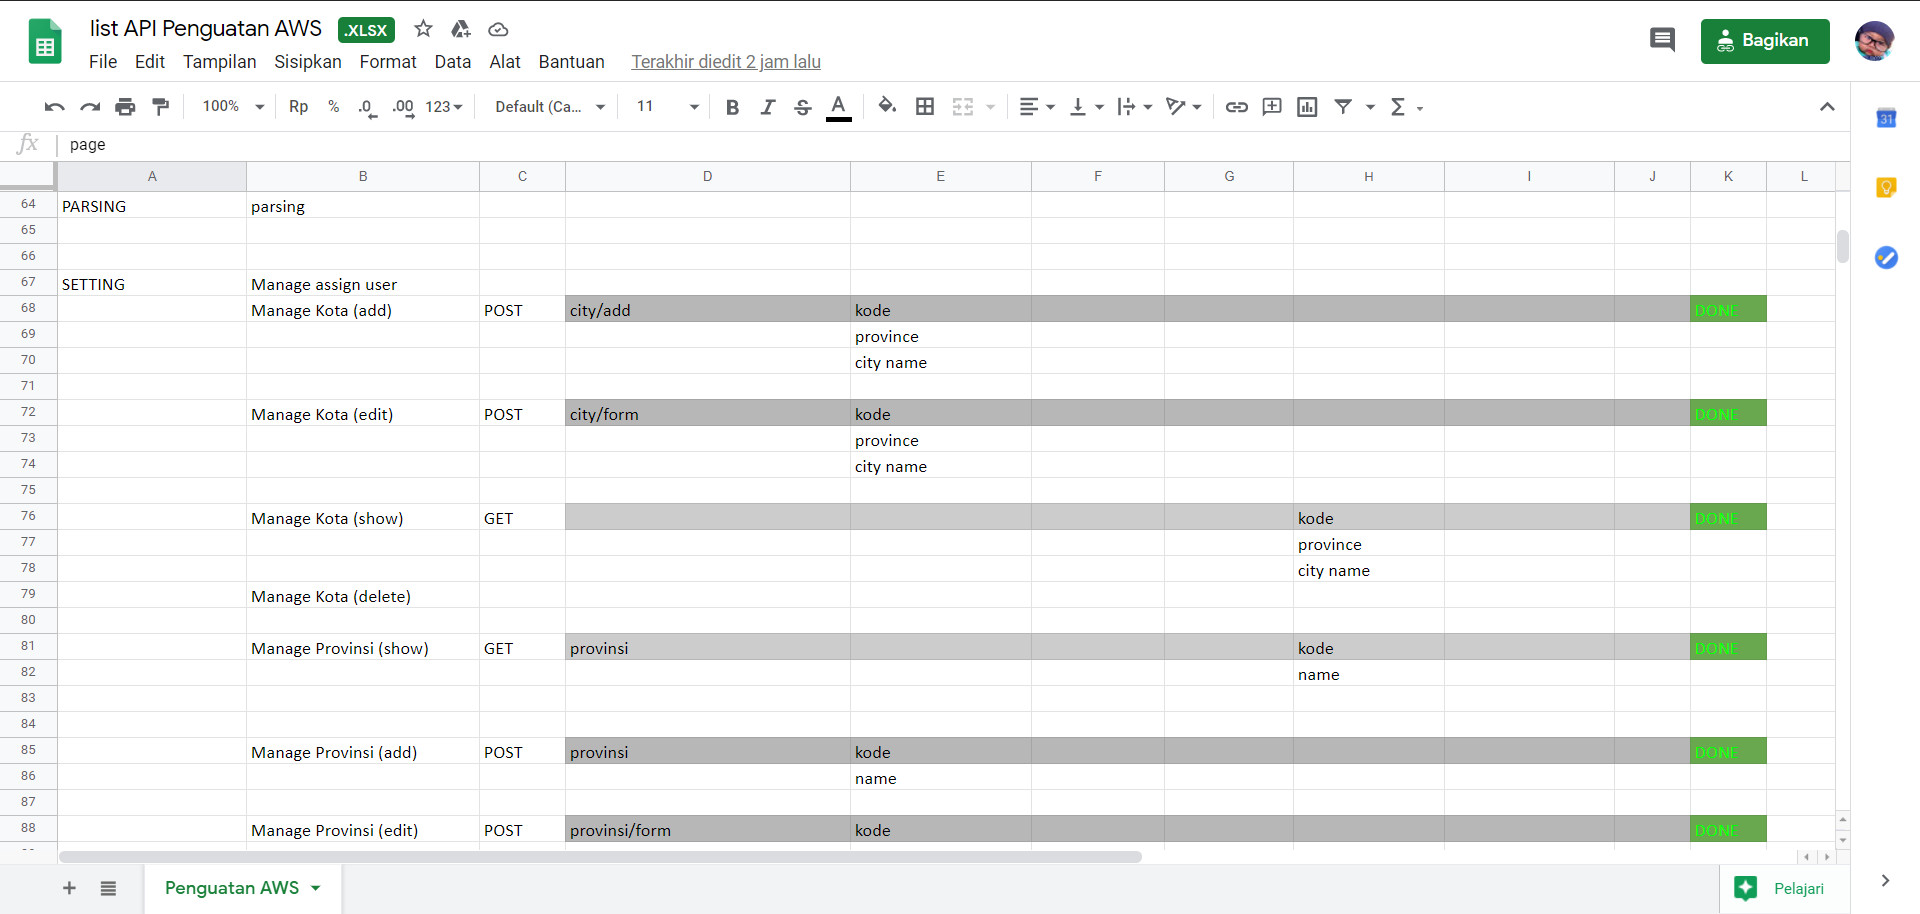 list API Penguatan AWS .XLSX
File Edit Tampilan Sisipkan Format Data Alat Bantuan Terakhir diedit 2 jam lalu
Bagikan
100% Rp % .0 .00 123 Default (Ca... 11 B I S A Σ
31
fx page
A B C D E F G H I J K L
64 PARSING parsing
65
66
67 SETTING Manage assign user
68 Manage Kota (add) POST city/add kode DONE
69 province
70 city name
71
72 Manage Kota (edit) POST city/form kode DONE
73 province
74 city name
75
76 Manage Kota (show) GET kode DONE
77 province
78 city name
79 Manage Kota (delete)
80
81 Manage Provinsi (show) GET provinsi kode DONE
82 name
83
84
85 Manage Provinsi (add) POST provinsi kode DONE
86 name
87
88 Manage Provinsi (edit) POST provinsi/form kode DONE
Penguatan AWS
Pelajari